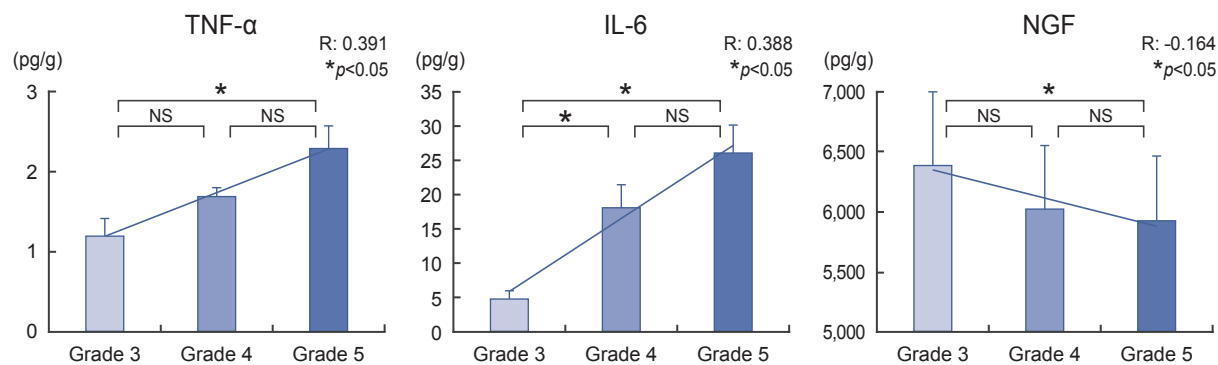 TNF-α
R: 0.391
(pg/g)
*p<0.05
*
NS
NS
3
2
1
0
Grade 3
Grade 4
Grade 5
IL-6
R: 0.388
(pg/g)
*p<0.05
*
*
NS
35
30
25
20
15
10
5
0
Grade 3
Grade 4
Grade 5
NGF
R: -0.164
(pg/g)
*p<0.05
*
NS
NS
7,000
6,500
6,000
5,500
5,000
Grade 3
Grade 4
Grade 5